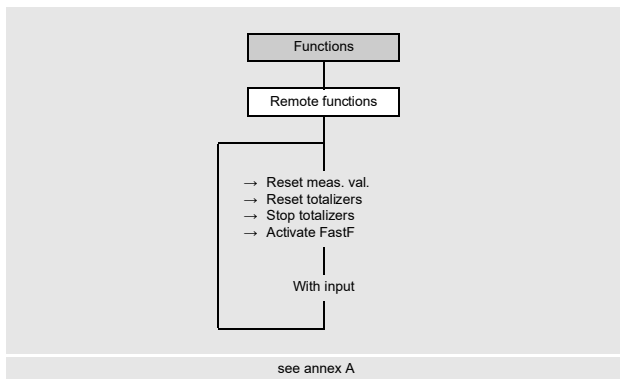 Functions
Remote functions
→ Reset meas. val.
→ Reset totalizers
→ Stop totalizers
→ Activate FastF
With input
see annex A